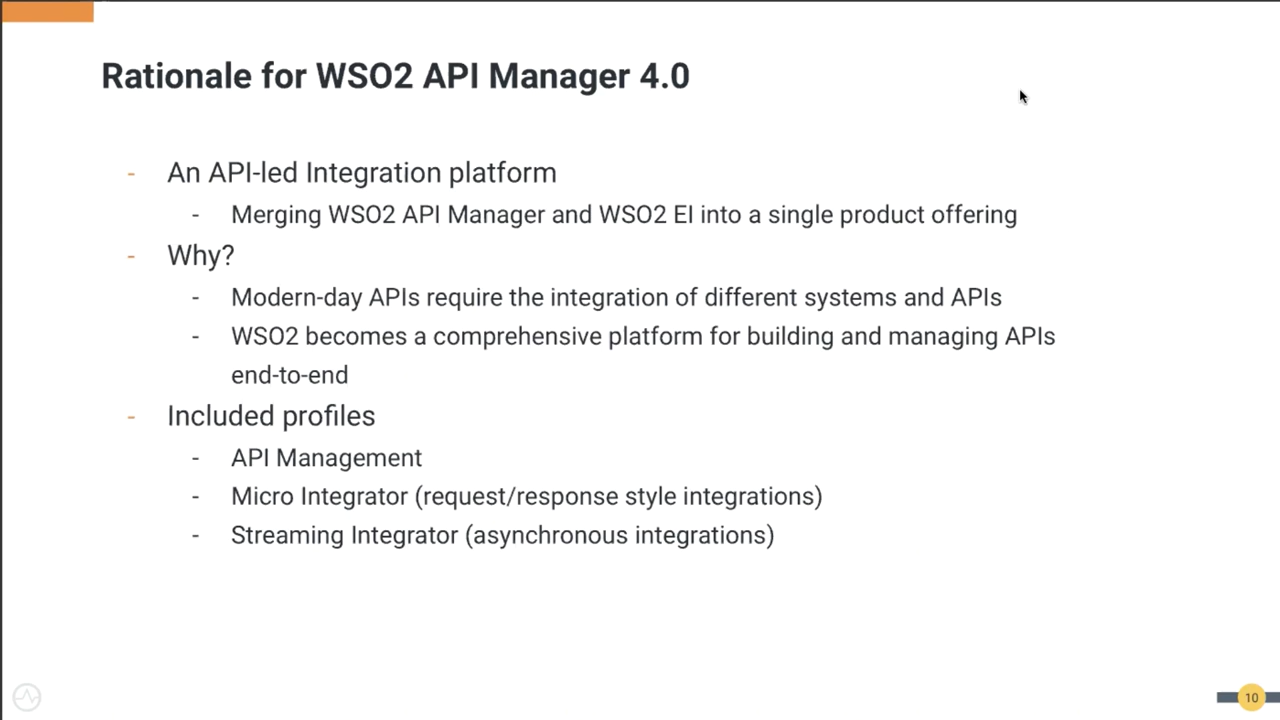 Rationale for WSO2 API Manager 4.0
- An API-led Integration platform
- Merging WSO2 API Manager and WSO2 EI into a single product offering
- Why?
- Modern-day APIs require the integration of different systems and APIs
- WSO2 becomes a comprehensive platform for building and managing APIs
end-to-end
- Included profiles
- API Management
- Micro Integrator (request/response style integrations)
- Streaming Integrator (asynchronous integrations)
10